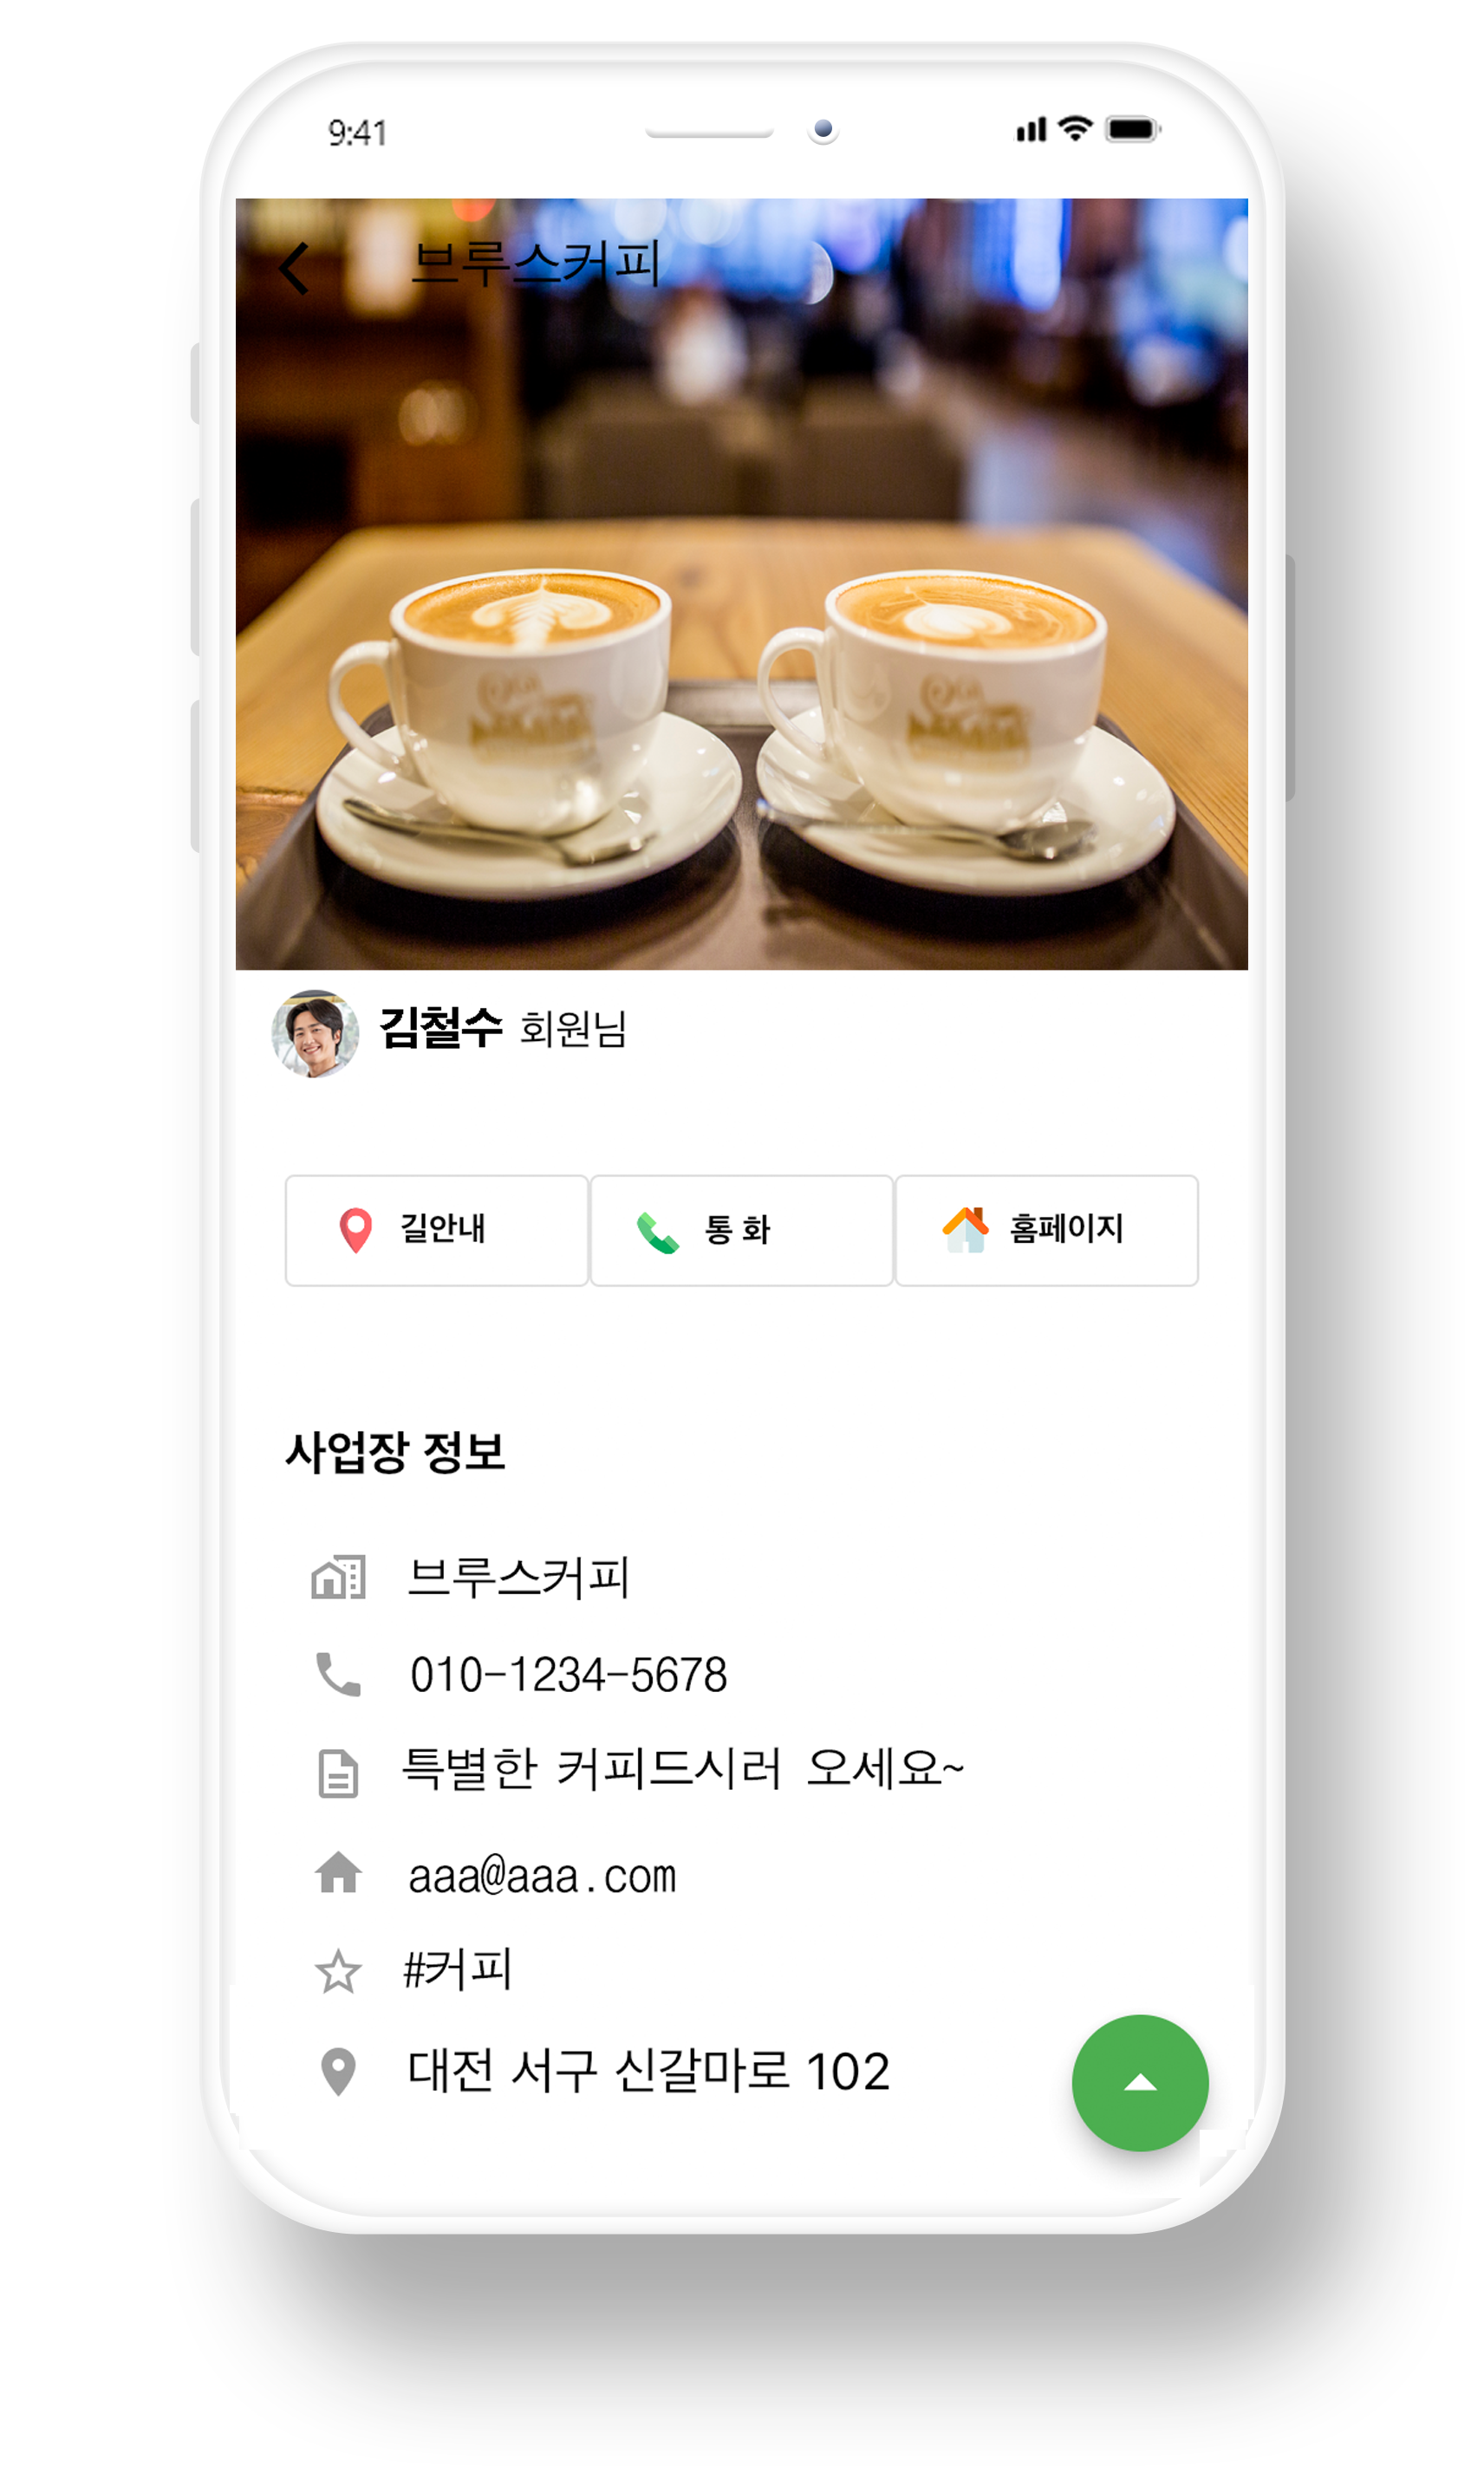 9:41
브루스커피
김철수 회원님
길안내
통 화
홈페이지
사업장 정보
브루스커피
010-1234-5678
특별한 커피드시러 오세요~
aaa@aaa.com
#커피
대전 서구 신갈마로 102